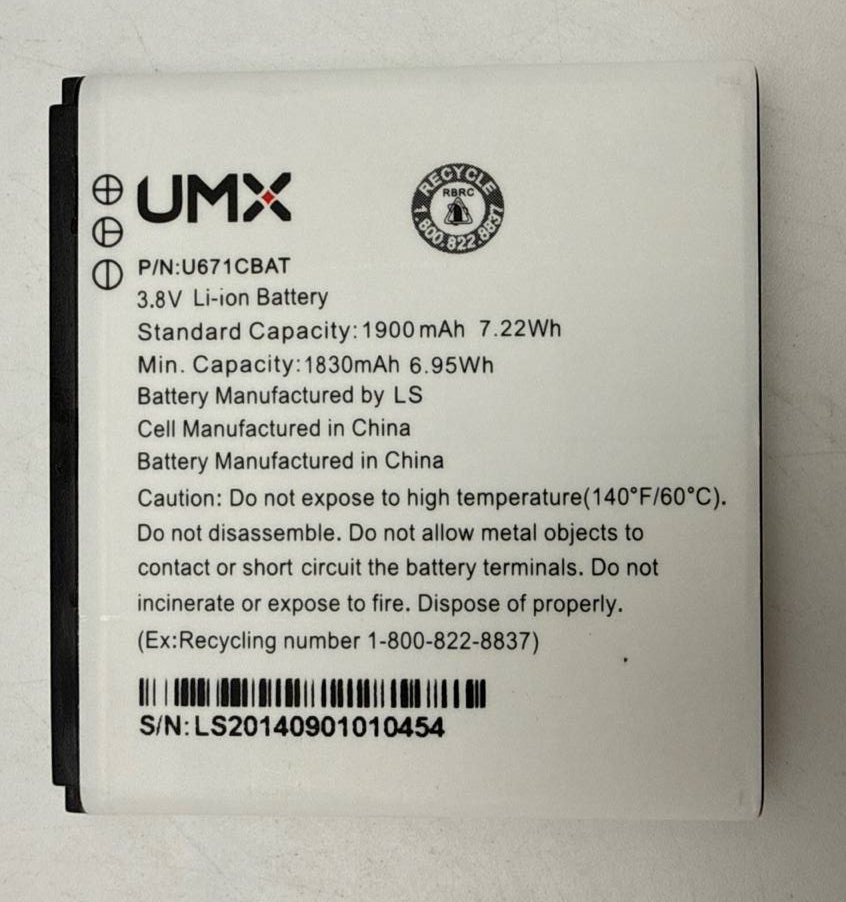 UMX
RECYCLE
RBRC
1.800.822.8837
P/N:U671CBAT
3.8V Li-ion Battery
Standard Capacity:1900mAh 7.22Wh
Min. Capacity:1830mAh 6.95Wh
Battery Manufactured by LS
Cell Manufactured in China
Battery Manufactured in China
Caution: Do not expose to high temperature(140°F/60°C).
Do not disassemble. Do not allow metal objects to
contact or short circuit the battery terminals. Do not
incinerate or expose to fire. Dispose of properly.
(Ex:Recycling number 1-800-822-8837)
S/N:LS20140901010454